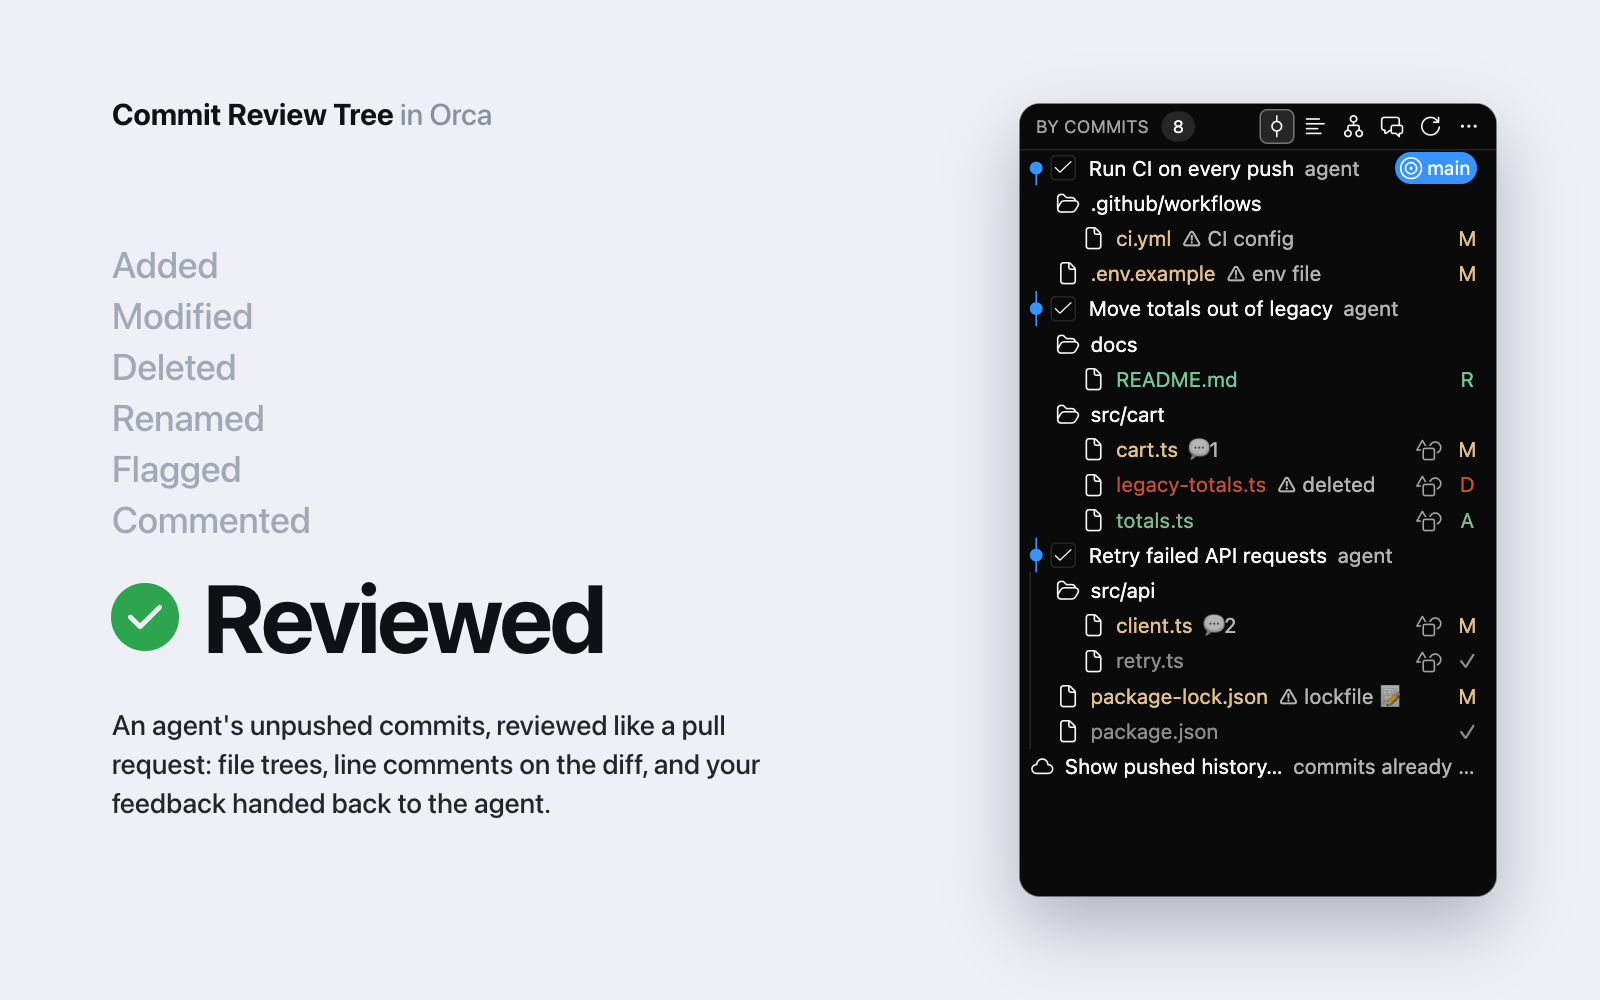 Commit Review Tree in Orca
Added
Modified
Deleted
Renamed
Flagged
Commented
Reviewed
An agent's unpushed commits, reviewed like a pull
request: file trees, line comments on the diff, and your
feedback handed back to the agent.
BY COMMITS 8
Run CI on every push agent main
.github/workflows
ci.yml ⚠ CI config M
.env.example ⚠ env file M
Move totals out of legacy agent
docs
README.md R
src/cart
cart.ts 💬1 M
legacy-totals.ts ⚠ deleted D
totals.ts A
Retry failed API requests agent
src/api
client.ts 💬2 M
retry.ts ✓
package-lock.json ⚠ lockfile 📝 M
package.json ✓
Show pushed history... commits already ...